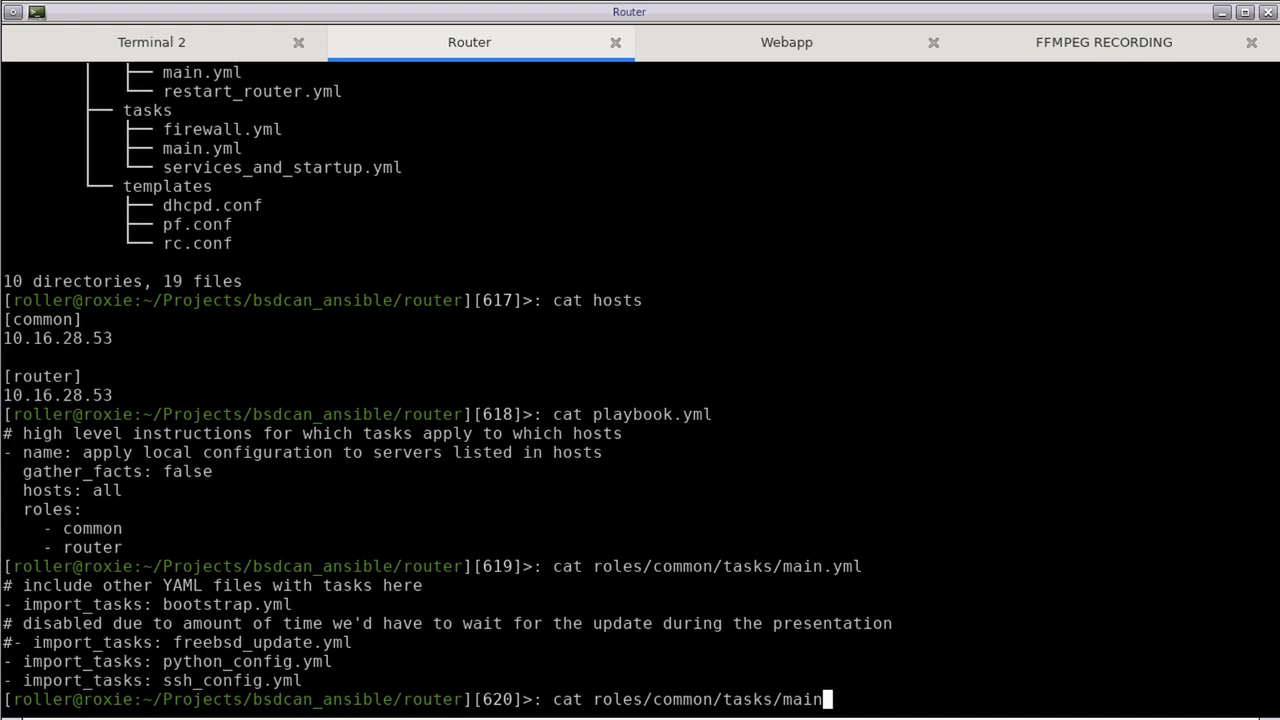 Router
Terminal 2
Router
Webapp
FFMPEG RECORDING
├── main.yml
└── restart_router.yml
├── tasks
├── firewall.yml
├── main.yml
└── services_and_startup.yml
└── templates
├── dhcpd.conf
├── pf.conf
└── rc.conf
10 directories, 19 files
[roller@roxie:~/Projects/bsdcan_ansible/router][617]>: cat hosts
[common]
10.16.28.53
[router]
10.16.28.53
[roller@roxie:~/Projects/bsdcan_ansible/router][618]>: cat playbook.yml
# high level instructions for which tasks apply to which hosts
- name: apply local configuration to servers listed in hosts
  gather_facts: false
  hosts: all
  roles:
    - common
    - router
[roller@roxie:~/Projects/bsdcan_ansible/router][619]>: cat roles/common/tasks/main.yml
# include other YAML files with tasks here
- import_tasks: bootstrap.yml
# disabled due to amount of time we'd have to wait for the update during the presentation
#- import_tasks: freebsd_update.yml
- import_tasks: python_config.yml
- import_tasks: ssh_config.yml
[roller@roxie:~/Projects/bsdcan_ansible/router][620]>: cat roles/common/tasks/main